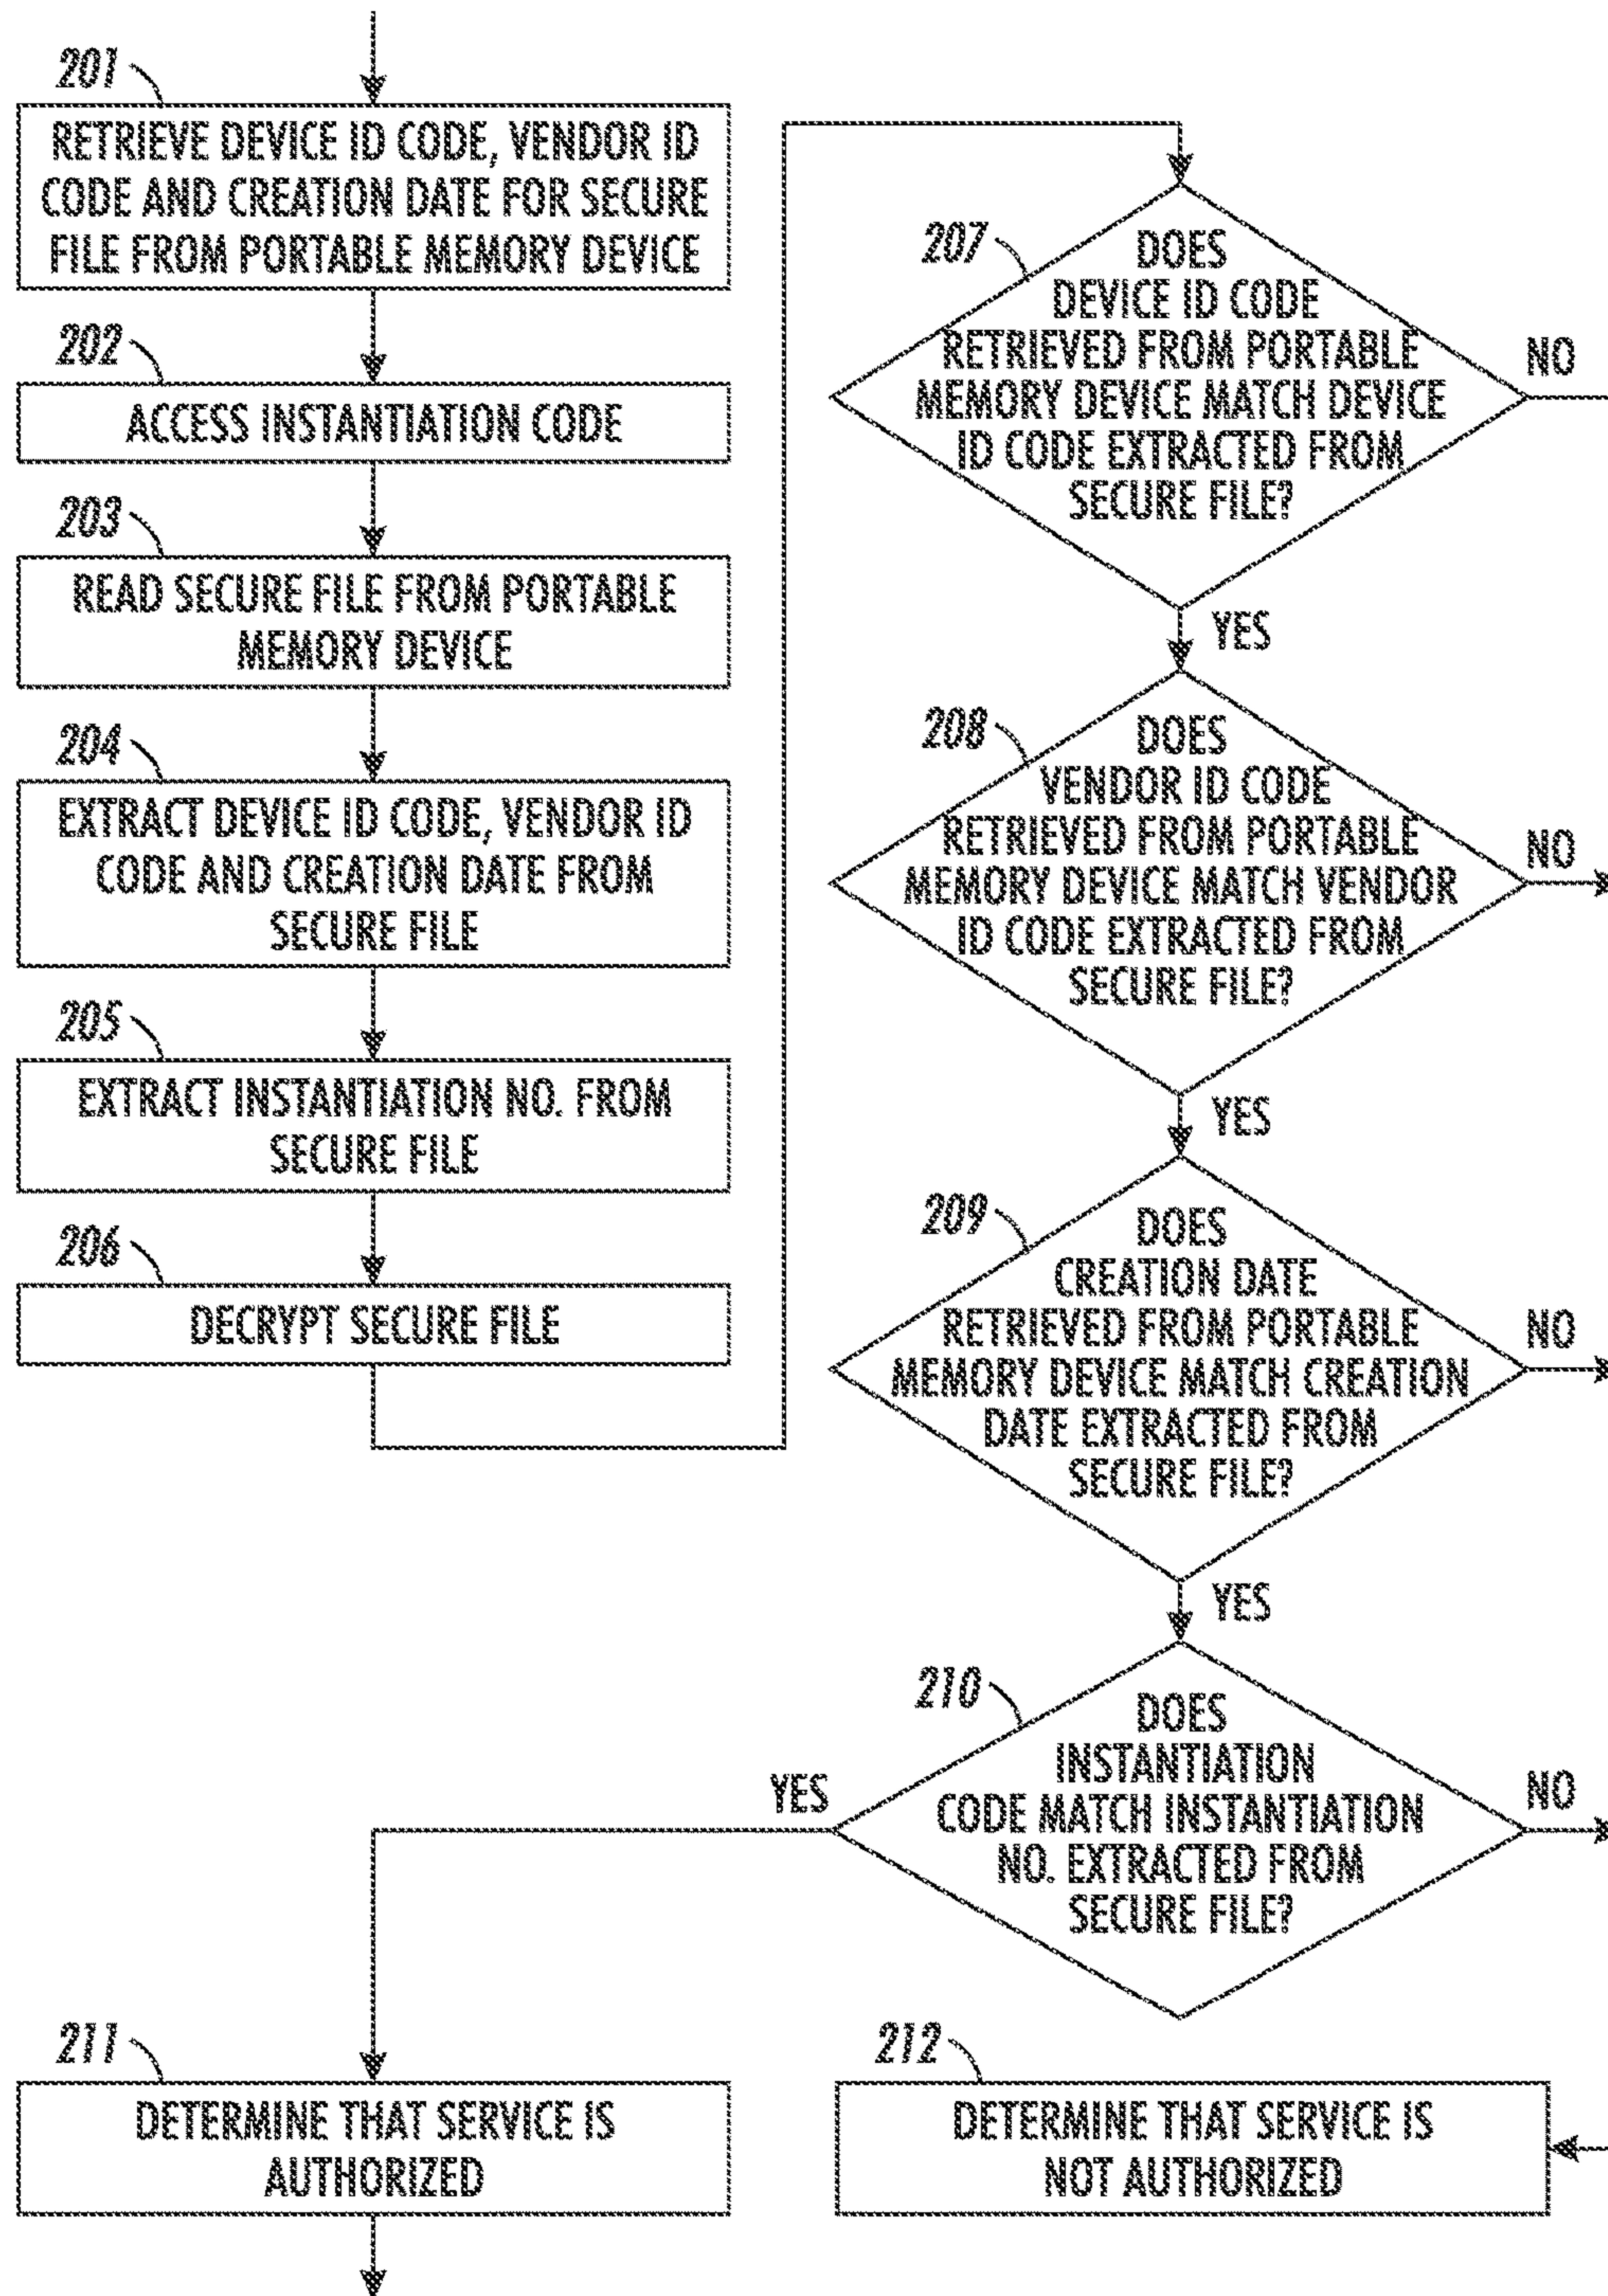 201
RETRIEVE DEVICE ID CODE, VENDOR ID
CODE AND CREATION DATE FOR SECURE
FILE FROM PORTABLE MEMORY DEVICE
202
ACCESS INSTANTIATION CODE
203
READ SECURE FILE FROM PORTABLE
MEMORY DEVICE
204
EXTRACT DEVICE ID CODE, VENDOR ID
CODE AND CREATION DATE FROM
SECURE FILE
205
EXTRACT INSTANTIATION NO. FROM
SECURE FILE
206
DECRYPT SECURE FILE
207
DOES
DEVICE ID CODE
RETRIEVED FROM PORTABLE
MEMORY DEVICE MATCH DEVICE
ID CODE EXTRACTED FROM
SECURE FILE?
NO
YES
208
DOES
VENDOR ID CODE
RETRIEVED FROM PORTABLE
MEMORY DEVICE MATCH VENDOR
ID CODE EXTRACTED FROM
SECURE FILE?
NO
YES
209
DOES
CREATION DATE
RETRIEVED FROM PORTABLE
MEMORY DEVICE MATCH CREATION
DATE EXTRACTED FROM
SECURE FILE?
NO
YES
210
DOES
INSTANTIATION
CODE MATCH INSTANTIATION
NO. EXTRACTED FROM
SECURE FILE?
YES
NO
211
DETERMINE THAT SERVICE IS
AUTHORIZED
212
DETERMINE THAT SERVICE IS
NOT AUTHORIZED